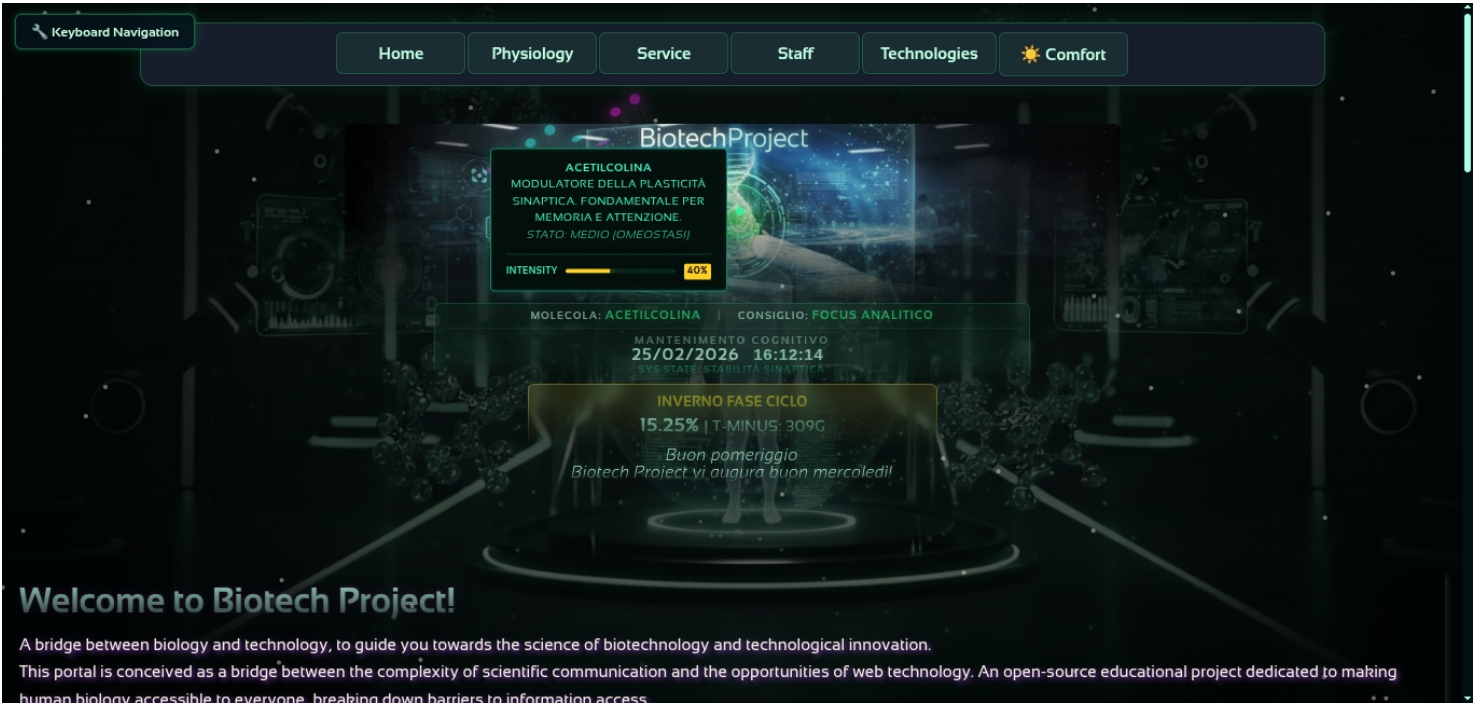 🔧 Keyboard Navigation
Home Physiology Service Staff Technologies ☀️ Comfort
BiotechProject
ACETILCOLINA
MODULATORE DELLA PLASTICITÀ
SINAPTICA. FONDAMENTALE PER
MEMORIA E ATTENZIONE.
STATO: MEDIO (OMEOSTASI)
INTENSITY 40%
MOLECOLA: ACETILCOLINA | CONSIGLIO: FOCUS ANALITICO
MANTENIMENTO COGNITIVO
25/02/2026 16:12:14
SYS STATE: STABILITÀ SINAPTICA
INVERNO FASE CICLO
15.25% | T-MINUS: 309G
Buon pomeriggio
Biotech Project vi augura buon mercoledì!
Welcome to Biotech Project!
A bridge between biology and technology, to guide you towards the science of biotechnology and technological innovation.
This portal is conceived as a bridge between the complexity of scientific communication and the opportunities of web technology. An open-source educational project dedicated to making
human biology accessible to everyone, breaking down barriers to information access.